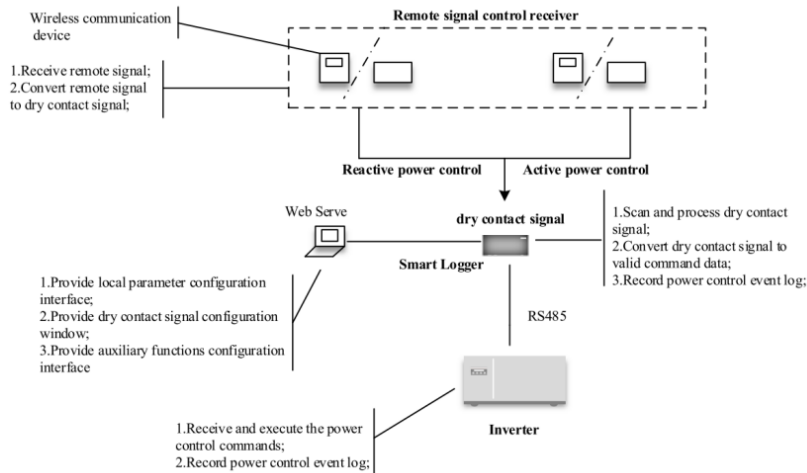 Wireless communication
device
Remote signal control receiver
1.Receive remote signal;
2.Convert remote signal
to dry contact signal;
Reactive power control
Active power control
Web Serve
dry contact signal
1.Scan and process dry contact
signal;
2.Convert dry contact signal to
valid command data;
3.Record power control event log;
Smart Logger
1.Provide local parameter configuration
interface;
2.Provide dry contact signal configuration
window;
3.Provide auxiliary functions configuration
interface
RS485
1.Receive and execute the power
control commands;
2.Record power control event log;
Inverter